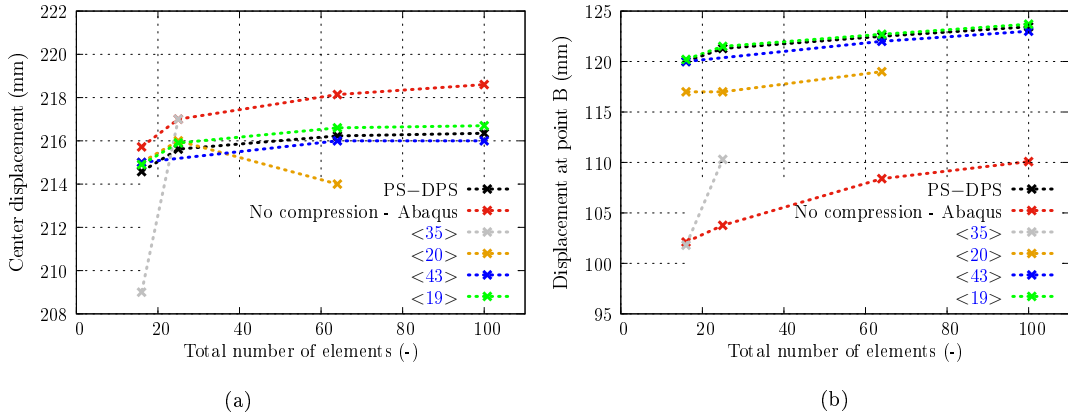 222
220
218
216
214
212
210
208
Center displacement (mm)
0 20 40 60 80 100
Total number of elements (-)
PS−DPS
No compression - Abaqus
<35>
<20>
<43>
<19>
(a)
125
120
115
110
105
100
95
Displacement at point B (mm)
0 20 40 60 80 100
Total number of elements (-)
PS−DPS
No compression - Abaqus
<35>
<20>
<43>
<19>
(b)